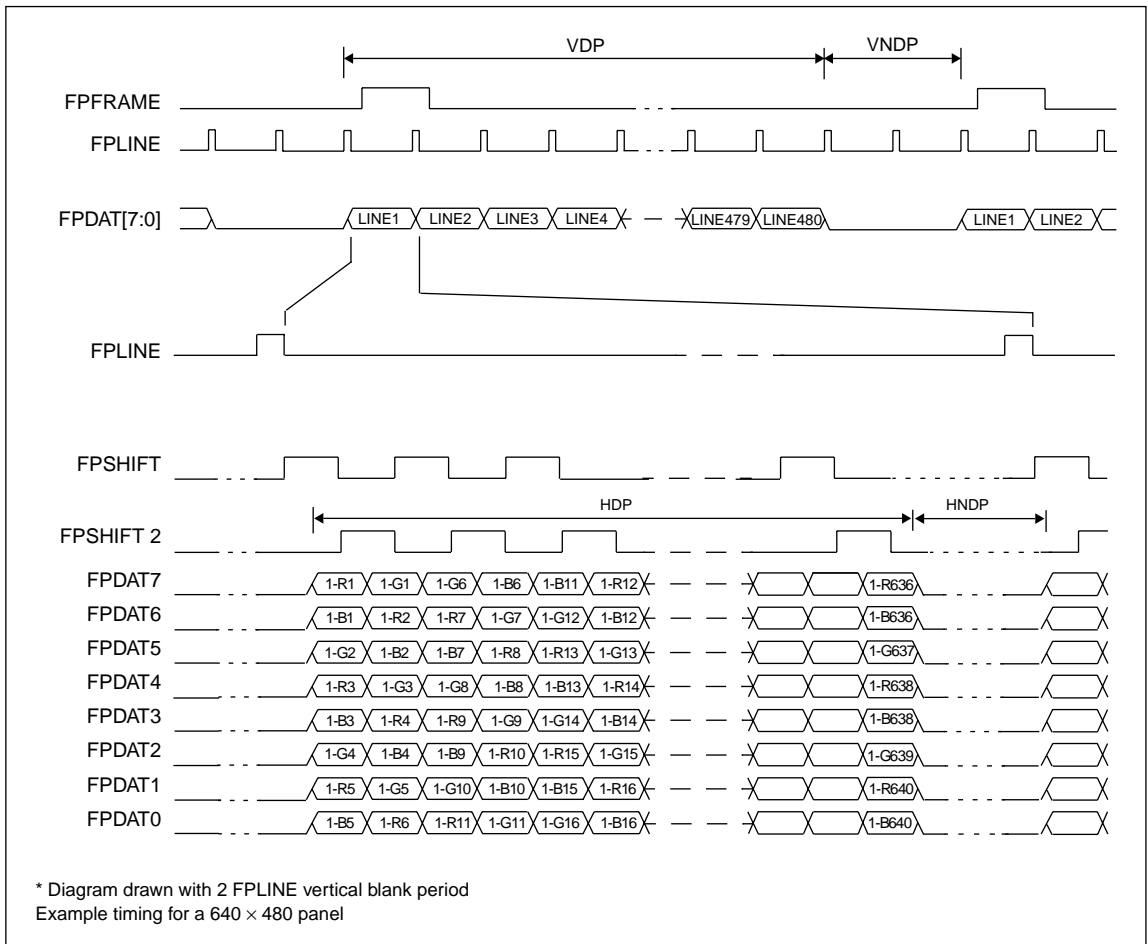 VDP VNDP
FPFRAME
FPLINE
FPDAT[7:0] LINE1 LINE2 LINE3 LINE4 LINE479 LINE480 LINE1 LINE2
FPLINE
FPSHIFT
HDP HNDP
FPSHIFT 2
FPDAT7 1-R1 1-G1 1-G6 1-B6 1-B11 1-R12 1-R636
FPDAT6 1-B1 1-R2 1-R7 1-G7 1-G12 1-B12 1-B636
FPDAT5 1-G2 1-B2 1-B7 1-R8 1-R13 1-G13 1-G637
FPDAT4 1-R3 1-G3 1-G8 1-B8 1-B13 1-R14 1-R638
FPDAT3 1-B3 1-R4 1-R9 1-G9 1-G14 1-B14 1-B638
FPDAT2 1-G4 1-B4 1-B9 1-R10 1-R15 1-G15 1-G639
FPDAT1 1-R5 1-G5 1-G10 1-B10 1-B15 1-R16 1-R640
FPDAT0 1-B5 1-R6 1-R11 1-G11 1-G16 1-B16 1-B640
* Diagram drawn with 2 FPLINE vertical blank period
Example timing for a 640 × 480 panel